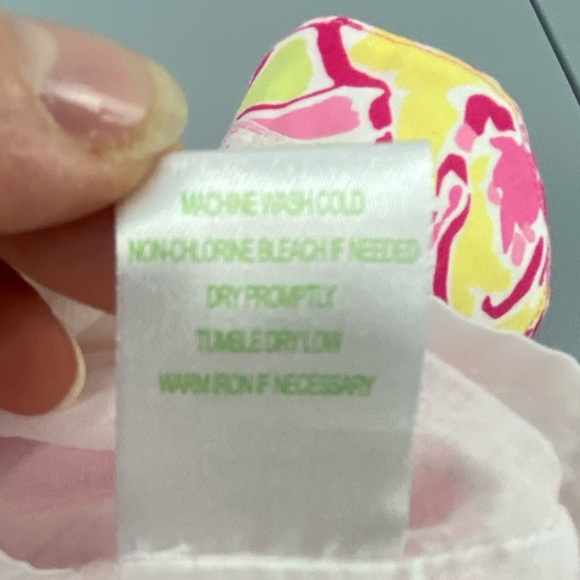 MACHINE WASH COLD
NON-CHLORINE BLEACH IF NEEDED
DRY PROMPTLY
TUMBLE DRY LOW
WARM IRON IF NECESSARY